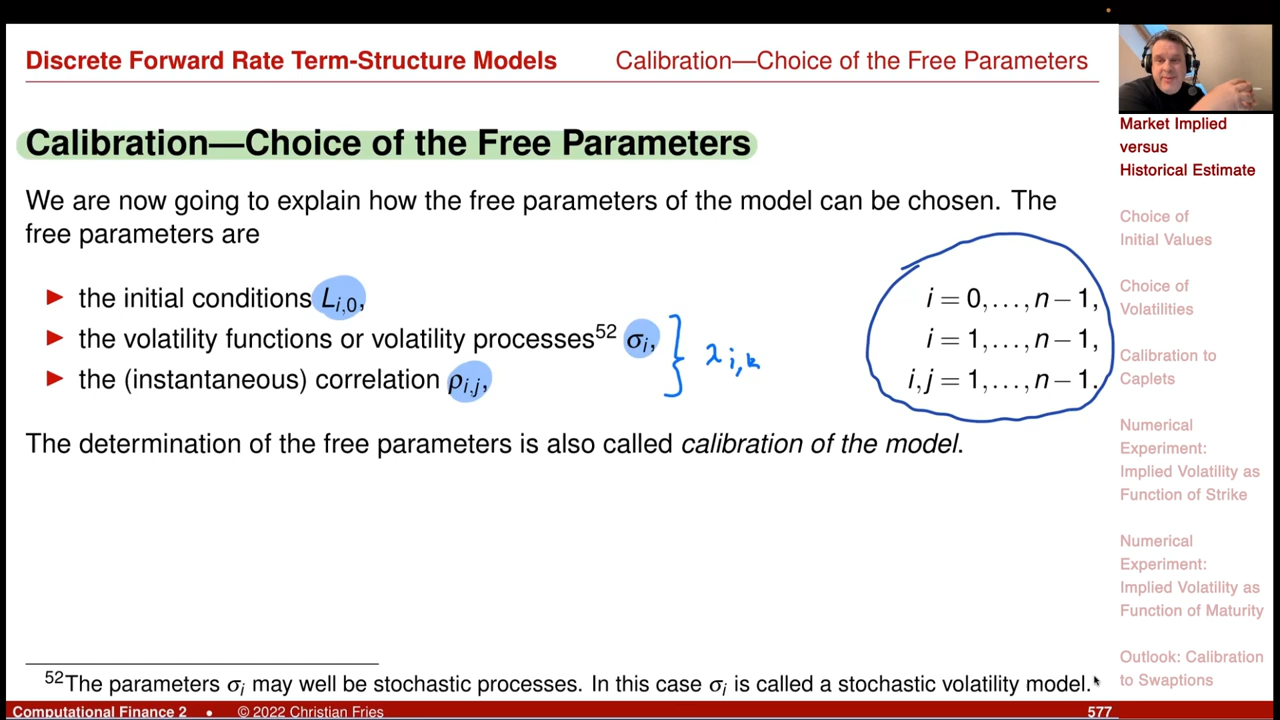 Discrete Forward Rate Term-Structure Models
Calibration—Choice of the Free Parameters
Calibration—Choice of the Free Parameters
We are now going to explain how the free parameters of the model can be chosen. The
free parameters are
► the initial conditions L_{i,0}, i = 0,…,n−1,
► the volatility functions or volatility processes^{52} σ_i, i = 1,…,n−1,
► the (instantaneous) correlation ρ_{i,j}, i,j = 1,…,n−1.
λ_{i,k}
The determination of the free parameters is also called calibration of the model.
^{52}The parameters σ_i may well be stochastic processes. In this case σ_i is called a stochastic volatility model.
Computational Finance 2 • © 2022 Christian Fries 577
Market Implied
versus
Historical Estimate
Choice of
Initial Values
Choice of
Volatilities
Calibration to
Caplets
Numerical
Experiment:
Implied Volatility as
Function of Strike
Numerical
Experiment:
Implied Volatility as
Function of Maturity
Outlook: Calibration
to Swaptions